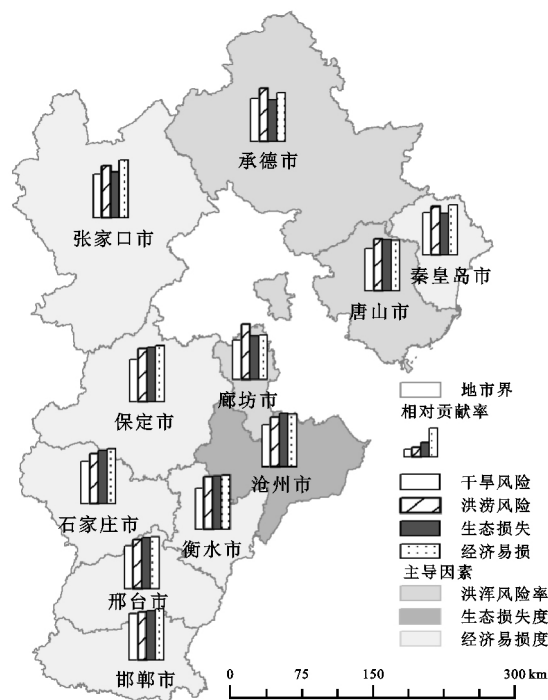 承德市
张家口市
秦皇岛市
唐山市
廊坊市
保定市
沧州市
石家庄市
衡水市
邢台市
邯郸市
地市界
相对贡献率
干旱风险
洪涝风险
生态损失
经济易损
主导因素
洪浑风险率
生态损失度
经济易损度
0 75 150 300 km